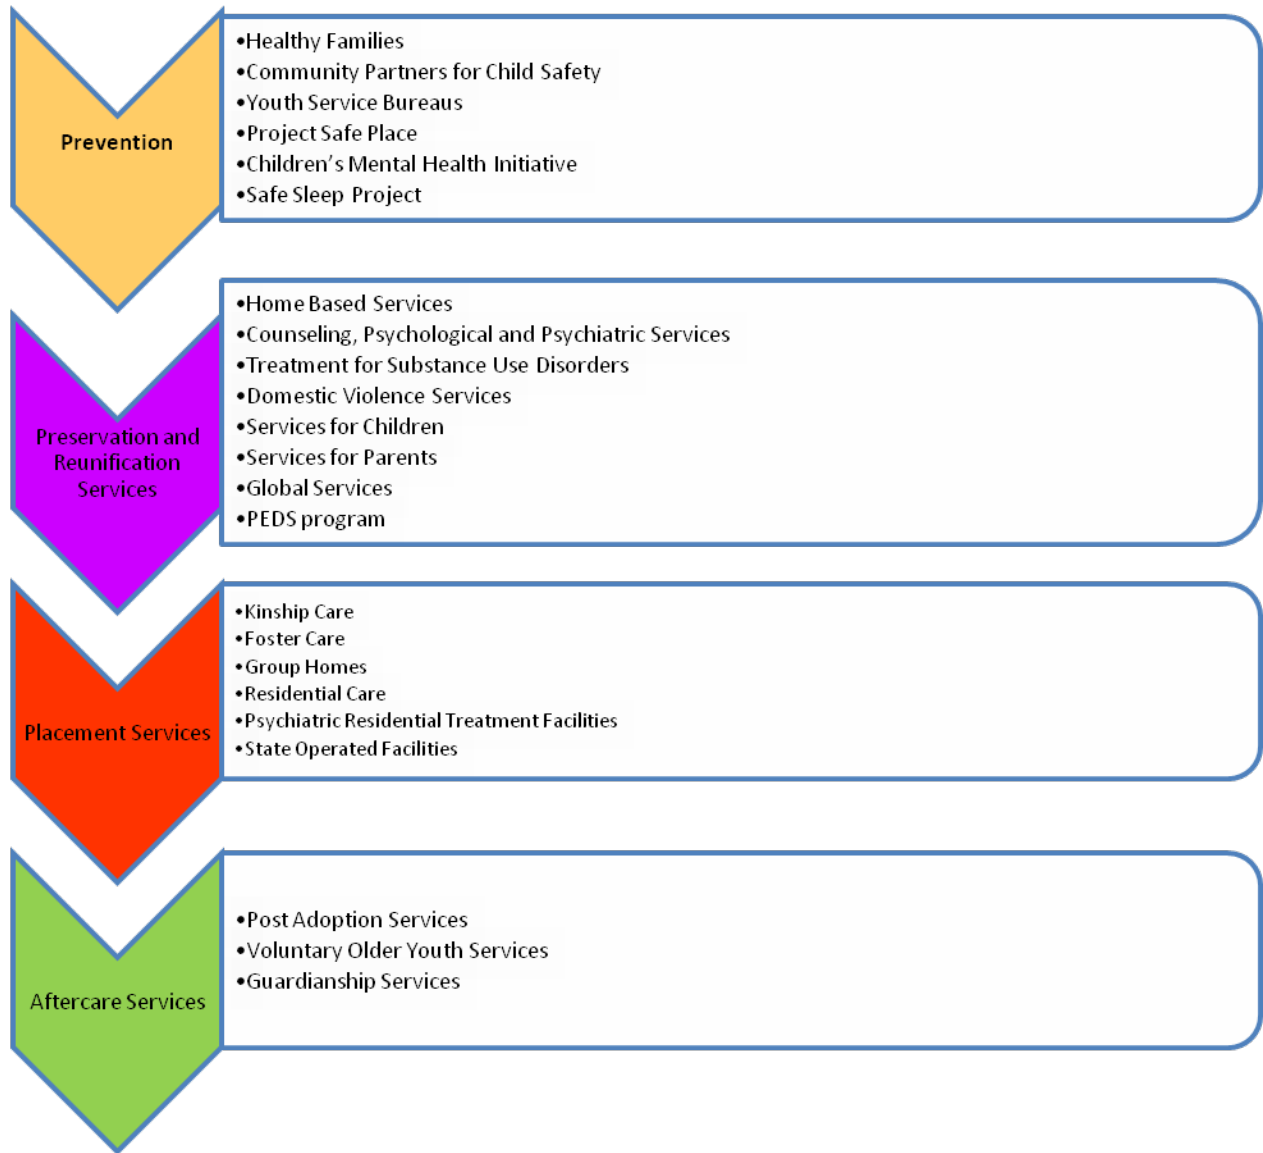 Prevention
•Healthy Families
•Community Partners for Child Safety
•Youth Service Bureaus
•Project Safe Place
•Children’s Mental Health Initiative
•Safe Sleep Project
Preservation and
Reunification
Services
•Home Based Services
•Counseling, Psychological and Psychiatric Services
•Treatment for Substance Use Disorders
•Domestic Violence Services
•Services for Children
•Services for Parents
•Global Services
•PEDS program
Placement Services
•Kinship Care
•Foster Care
•Group Homes
•Residential Care
•Psychiatric Residential Treatment Facilities
•State Operated Facilities
Aftercare Services
•Post Adoption Services
•Voluntary Older Youth Services
•Guardianship Services